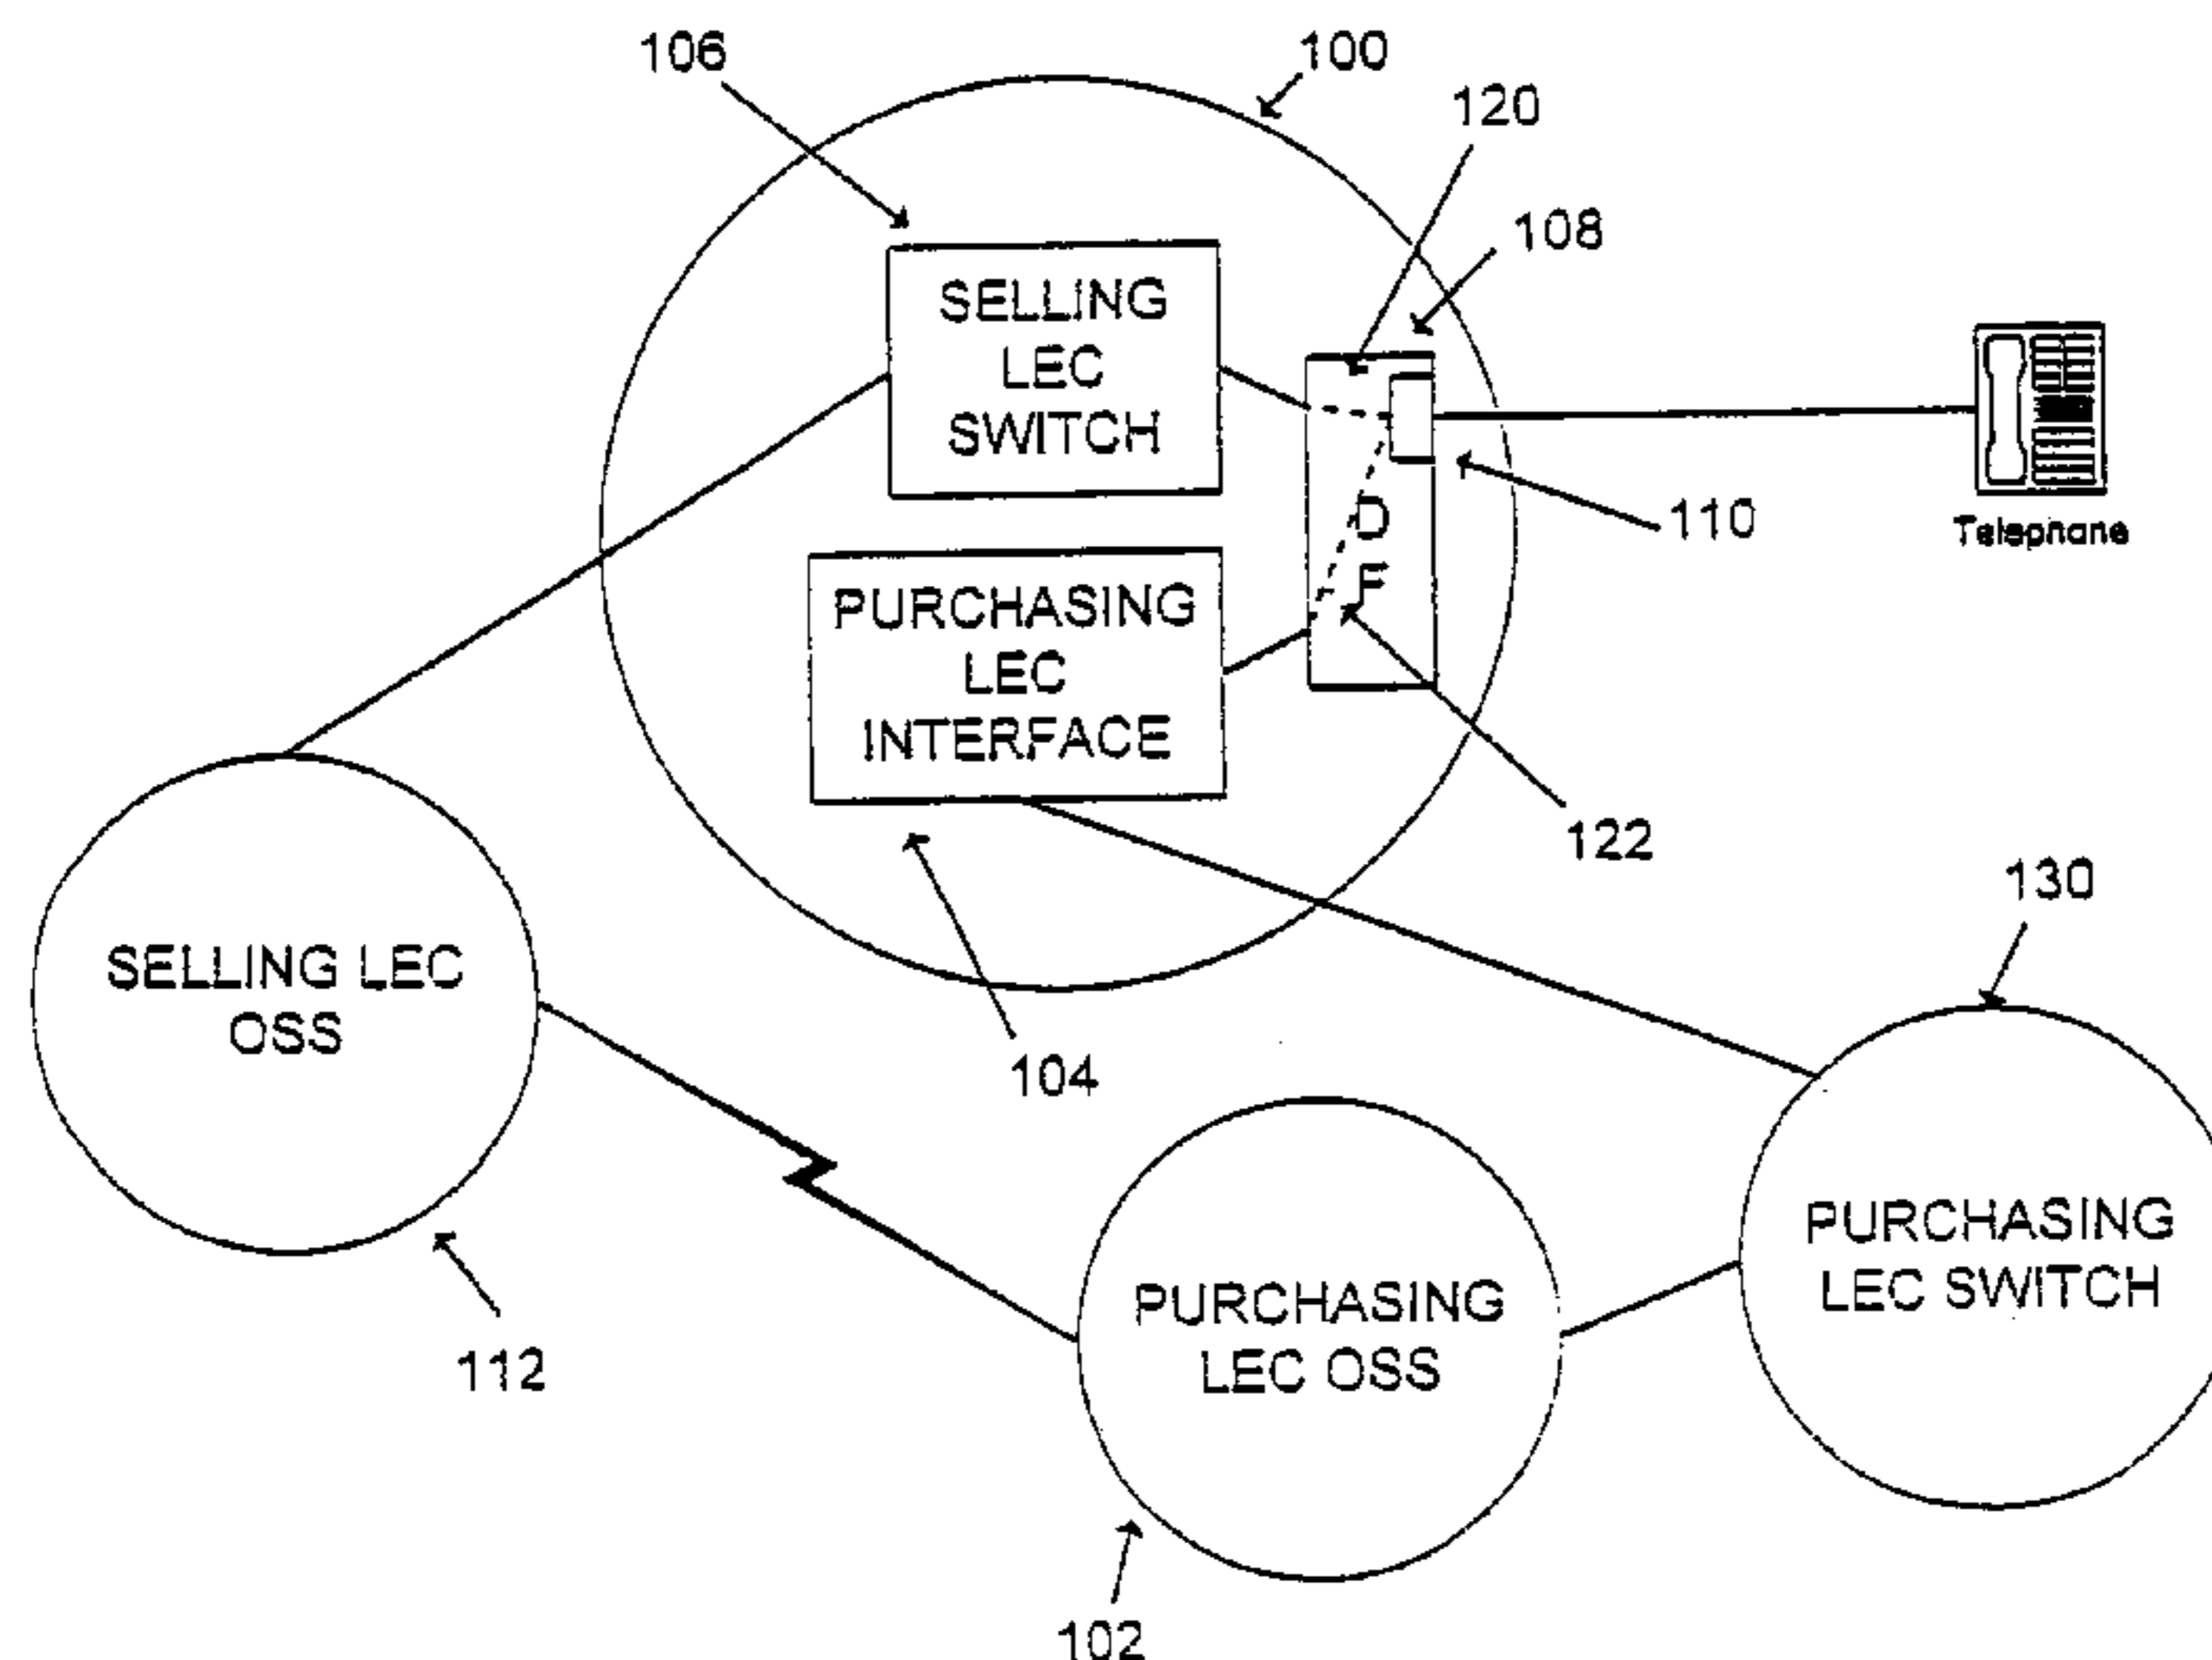 106
100
120
108
SELLING
LEC
SWITCH
110
Telephane
D
F
PURCHASING
LEC
INTERFACE
122
130
SELLING LEC
OSS
104
PURCHASING
LEC SWITCH
PURCHASING
LEC OSS
112
102